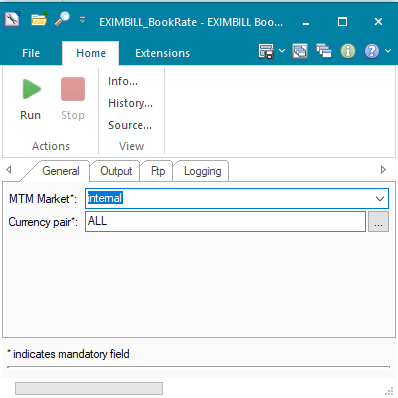 EXIMBILL_BookRate - EXIMBILL Boo...
File Home Extensions
Run Stop Info...
History...
Source...
Actions View
General Output Ftp Logging
MTM Market*: internal
Currency pair*: ALL ...
* indicates mandatory field